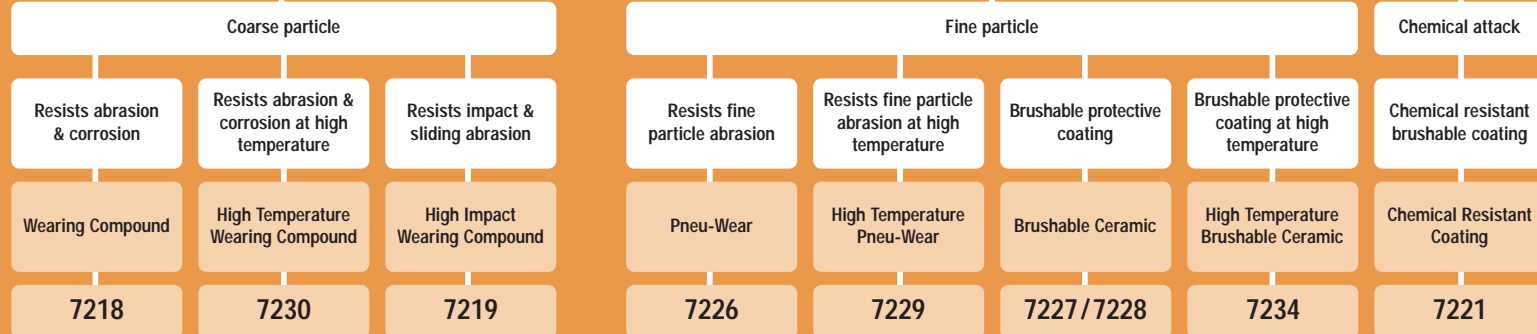 Coarse particle
Fine particle
Chemical attack
Resists abrasion
& corrosion
Resists abrasion &
corrosion at high
temperature
Resists impact &
sliding abrasion
Resists fine
particle abrasion
Resists fine particle
abrasion at high
temperature
Brushable protective
coating
Brushable protective
coating at high
temperature
Chemical resistant
brushable coating
Wearing Compound
High Temperature
Wearing Compound
High Impact
Wearing Compound
Pneu-Wear
High Temperature
Pneu-Wear
Brushable Ceramic
High Temperature
Brushable Ceramic
Chemical Resistant
Coating
7218
7230
7219
7226
7229
7227/7228
7234
7221